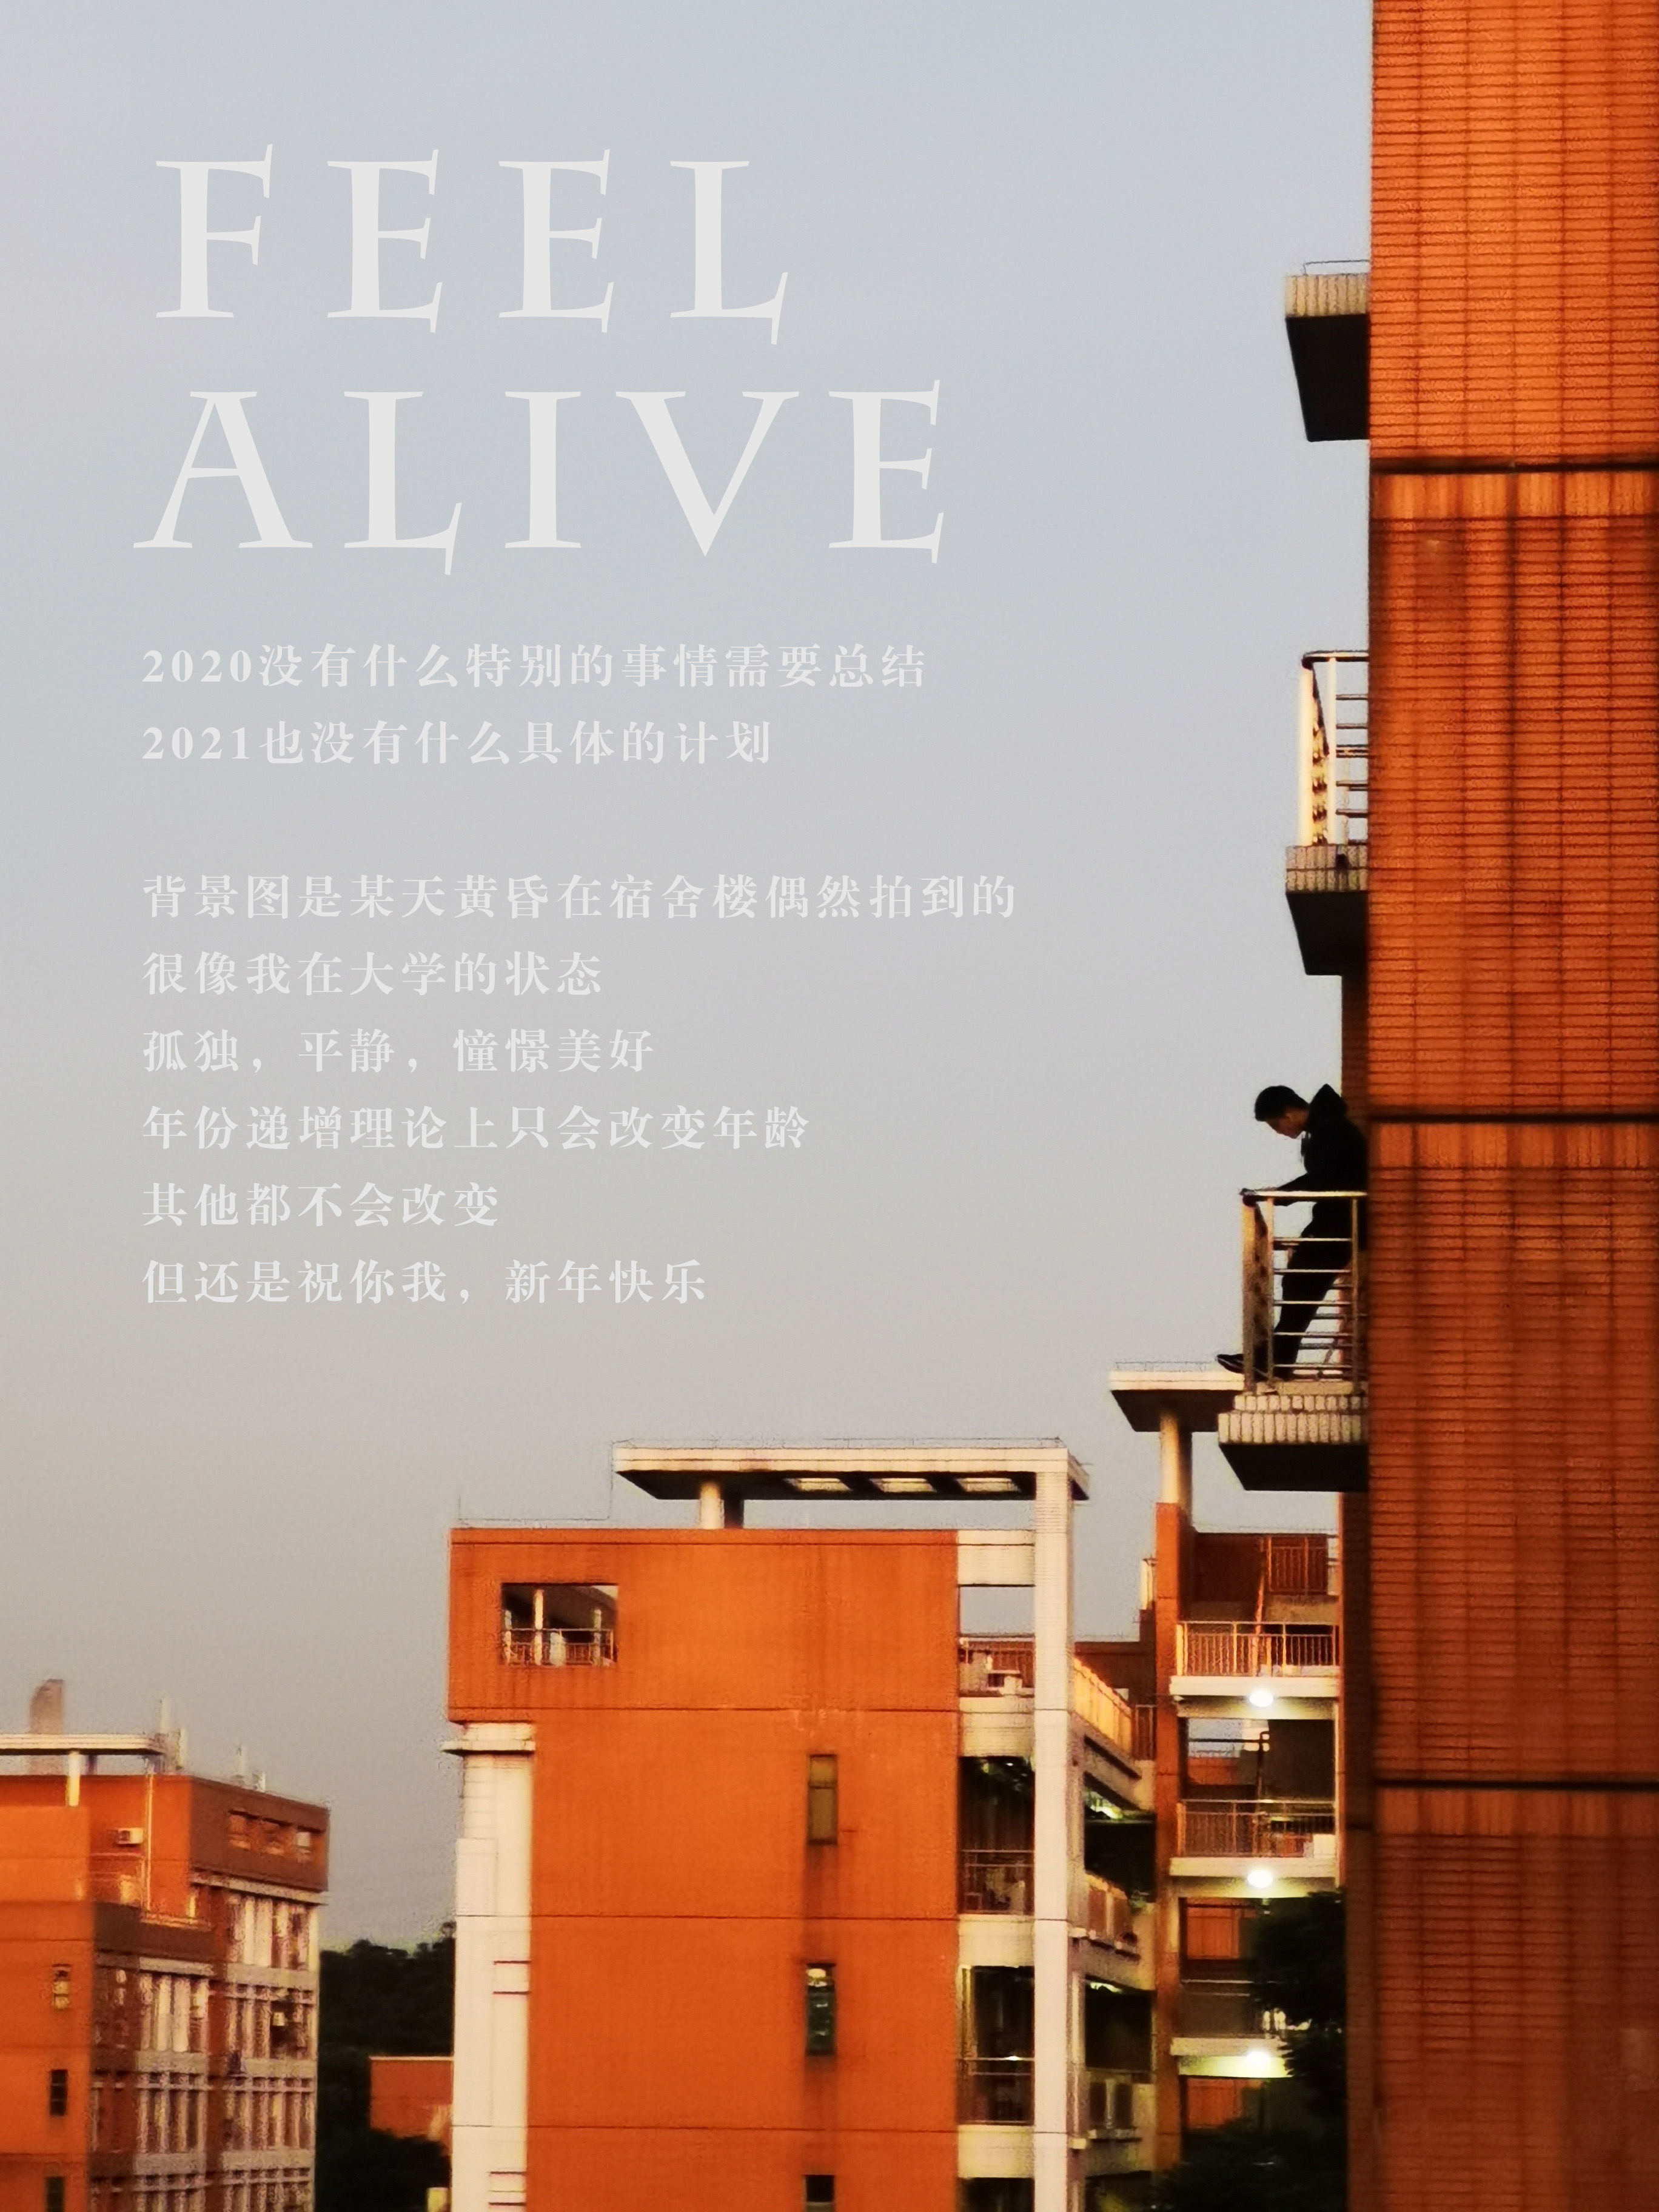 FEEL
ALIVE
2020没有什么特别的事情需要总结
2021也没有什么具体的计划
背景图是某天黄昏在宿舍楼偶然拍到的
很像我在大学的状态
孤独，平静，憧憬美好
年份递增理论上只会改变年龄
其他都不会改变
但还是祝你我，新年快乐